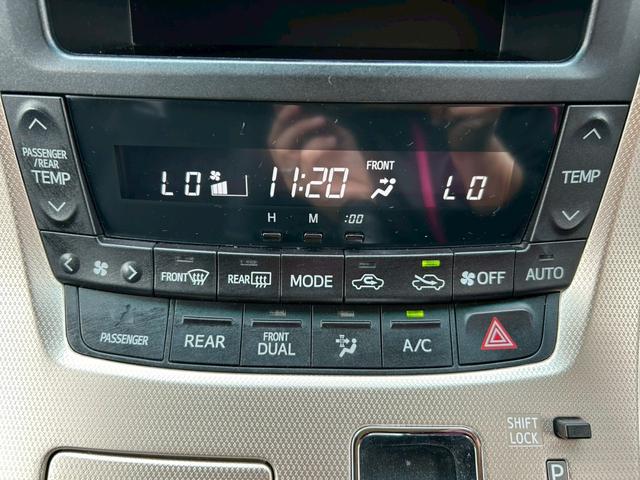 PASSENGER
/REAR
TEMP
LO
11:20
FRONT
LO
TEMP
H
M
:00
FRONT
REAR
MODE
OFF
AUTO
PASSENGER
REAR
FRONT
DUAL
A/C
SHIFT
LOCK
P